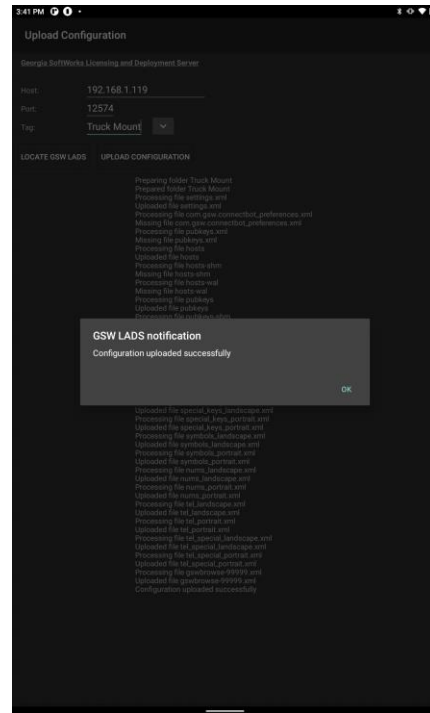 3:41 PM
Upload Configuration
Georgia SoftWorks Licensing and Deployment Server
Host: 192.168.1.119
Port: 12574
Tag: Truck Mount
LOCATE GSW LADS UPLOAD CONFIGURATION
Preparing folder Truck Mount
Prepared folder Truck Mount
Processing file settings.xml
Uploaded file settings.xml
Processing file com.gsw.connectbot_preferences.xml
Missing file com.gsw.connectbot_preferences.xml
Processing file pubkeys.xml
Missing file pubkeys.xml
Processing file hosts
Uploaded file hosts
Processing file hosts-shm
Missing file hosts-shm
Processing file hosts-wal
Missing file hosts-wal
Processing file pubkeys
Uploaded file pubkeys
Processing file pubkeys-shm
GSW LADS notification
Configuration uploaded successfully
OK
Uploaded file special_keys_landscape.xml
Processing file special_keys_portrait.xml
Uploaded file special_keys_portrait.xml
Processing file symbols_landscape.xml
Uploaded file symbols_landscape.xml
Processing file symbols_portrait.xml
Uploaded file symbols_portrait.xml
Processing file nums_landscape.xml
Uploaded file nums_landscape.xml
Processing file nums_portrait.xml
Uploaded file nums_portrait.xml
Processing file tel_landscape.xml
Uploaded file tel_landscape.xml
Processing file tel_portrait.xml
Uploaded file tel_portrait.xml
Processing file tel_special_landscape.xml
Uploaded file tel_special_landscape.xml
Processing file tel_special_portrait.xml
Uploaded file tel_special_portrait.xml
Processing file gswbrowse-99999.xml
Uploaded file gswbrowse-99999.xml
Configuration uploaded successfully